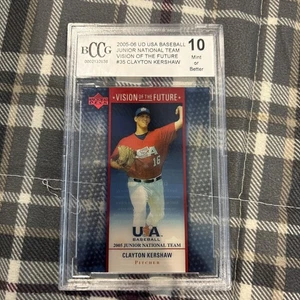 BCCG
2005-06 UD USA BASEBALL
JUNIOR NATIONAL TEAM
VISION OF THE FUTURE
#35 CLAYTON KERSHAW
10
Mint
or
Better
VISION OF THE FUTURE
16
USA
BASEBALL
2005 JUNIOR NATIONAL TEAM
CLAYTON KERSHAW
PITCHER